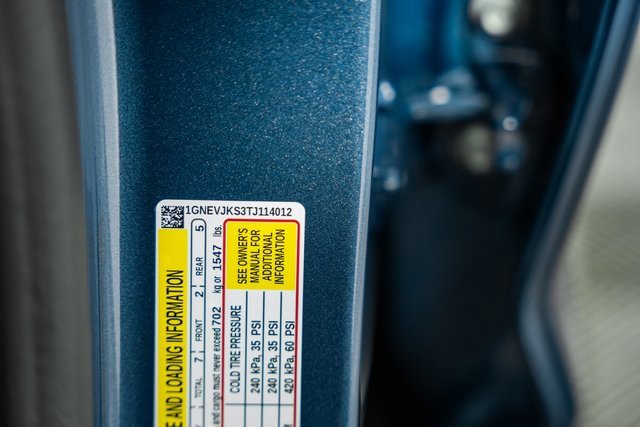 1GNEVJKS3TJ114012
E AND LOADING INFORMATION
TOTAL 7 FRONT 2 REAR 5
and cargo must never exceed 702 kg or 1547 lbs.
COLD TIRE PRESSURE
240 kPa, 35 PSI
240 kPa, 35 PSI
420 kPa, 60 PSI
SEE OWNER'S
MANUAL FOR
ADDITIONAL
INFORMATION